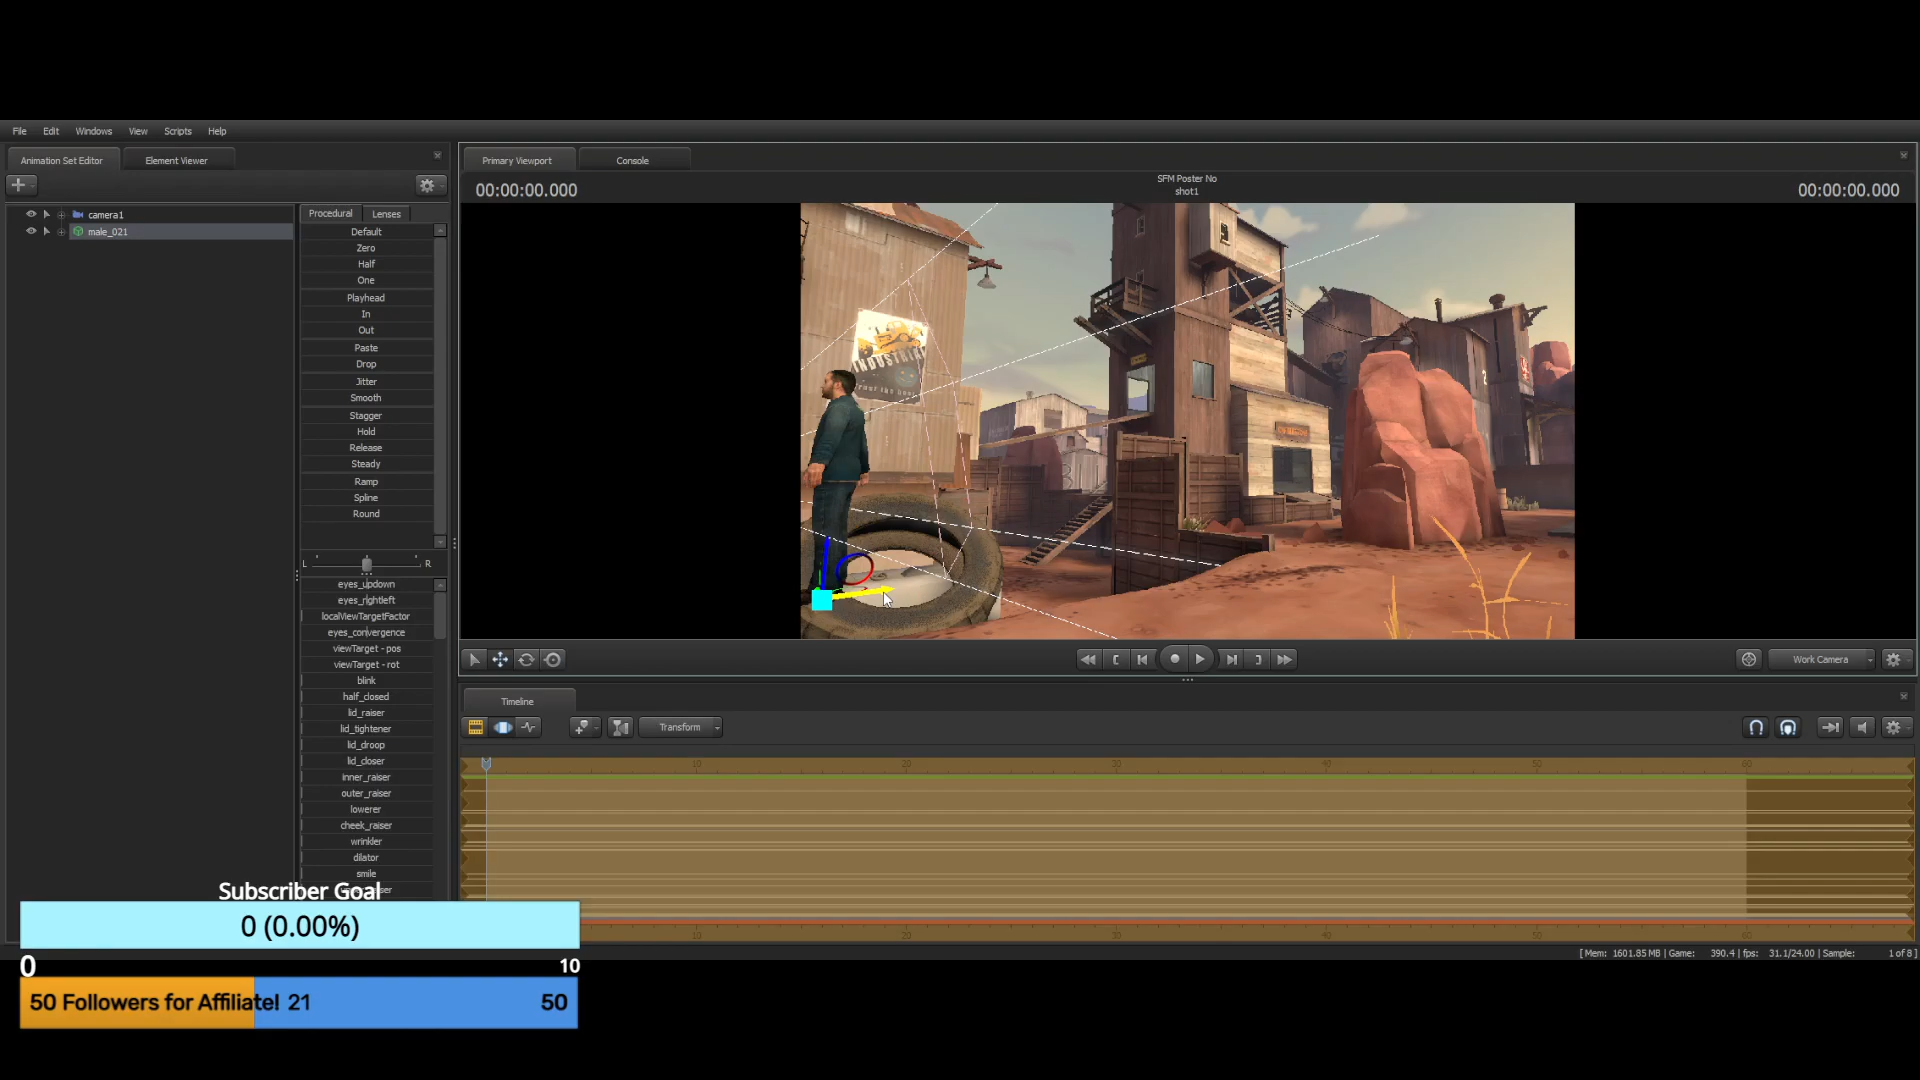 File Edit Windows View Scripts Help
Animation Set Editor Element Viewer
Primary Viewport Console
00:00:00.000
SFM Poster No
shot1
00:00:00.000
camera1
male_021
Procedural Lenses
Default
Zero
Half
One
Playhead
In
Out
Paste
Drop
Jitter
Smooth
Stagger
Hold
Release
Steady
Ramp
Spline
Round
L R
eyes_updown
eyes_rightleft
localViewTargetFactor
eyes_convergence
viewTarget - pos
viewTarget - rot
blink
half_closed
lid_raiser
lid_tightener
lid_droop
lid_closer
inner_raiser
outer_raiser
lowerer
cheek_raiser
wrinkler
dilator
smile
INDUSTRIAL
Work Camera
Timeline
Transform
10 20 30 40 50 60
10 20 30 40 50 60
[ Mem: 1601.85 MB | Game: 390.4 | fps: 31.1/24.00 | Sample: 1 of 8 ]
Subscriber Goal
0 (0.00%)
0 10
50 Followers for Affiliate! 21 50